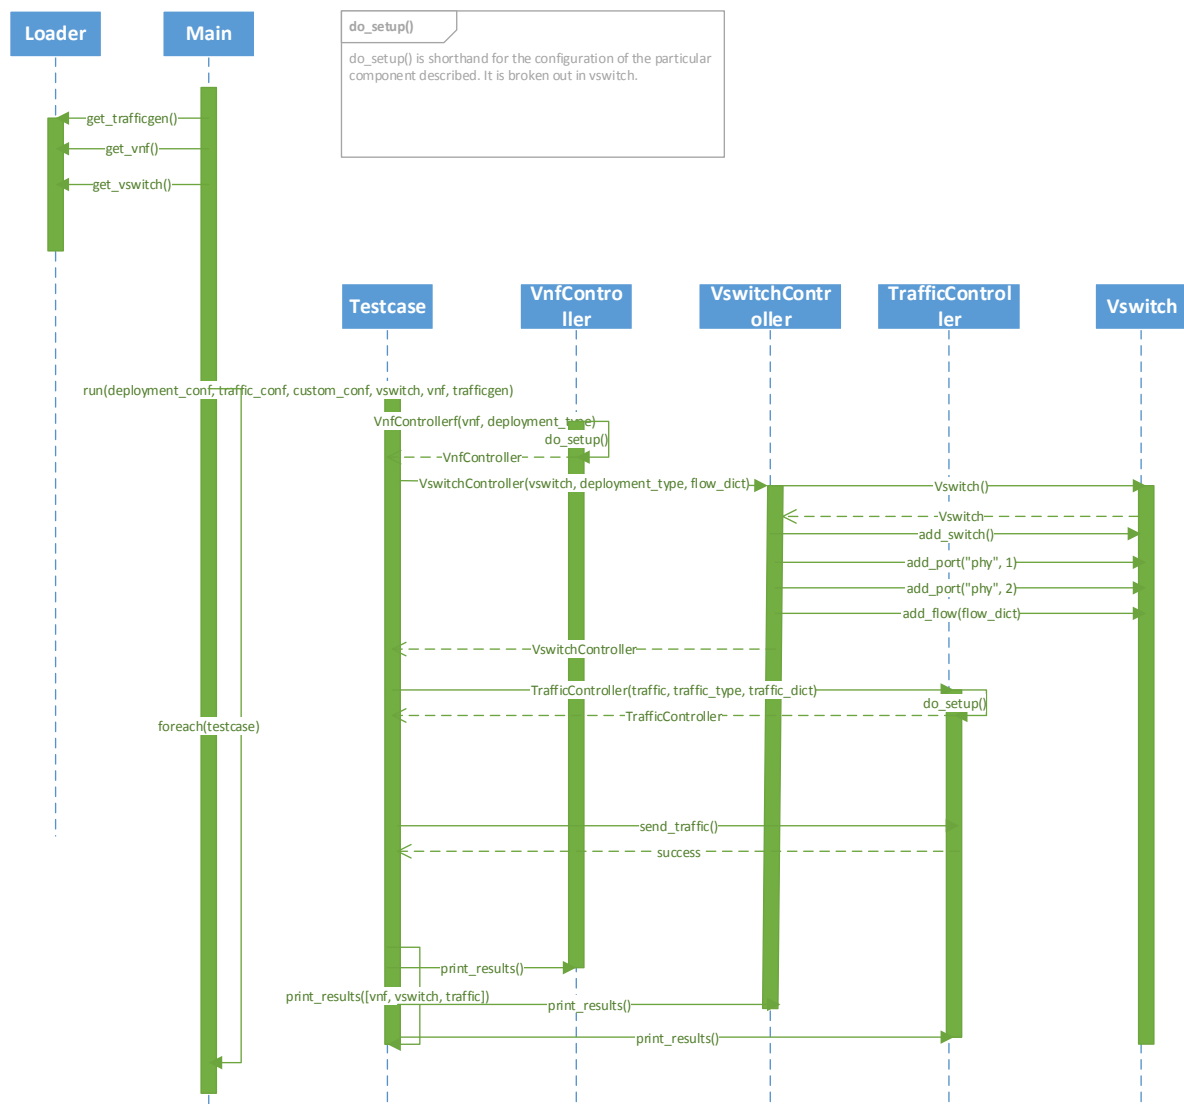 Loader
Main
do_setup()
do_setup() is shorthand for the configuration of the particular
component described. It is broken out in vswitch.
get_trafficgen()
get_vnf()
get_vswitch()
Testcase
VnfContro
ller
VswitchContr
oller
TrafficControl
ler
Vswitch
run(deployment_conf, traffic_conf, custom_conf, vswitch, vnf, trafficgen)
VnfControllerf(vnf, deployment_type)
do_setup()
VnfController
VswitchController(vswitch, deployment_type, flow_dict)
Vswitch()
Vswitch
add_switch()
add_port("phy", 1)
add_port("phy", 2)
add_flow(flow_dict)
VswitchController
TrafficController(traffic, traffic_type, traffic_dict)
do_setup()
TrafficController
foreach(testcase)
send_traffic()
success
print_results()
print_results([vnf, vswitch, traffic])
print_results()
print_results()